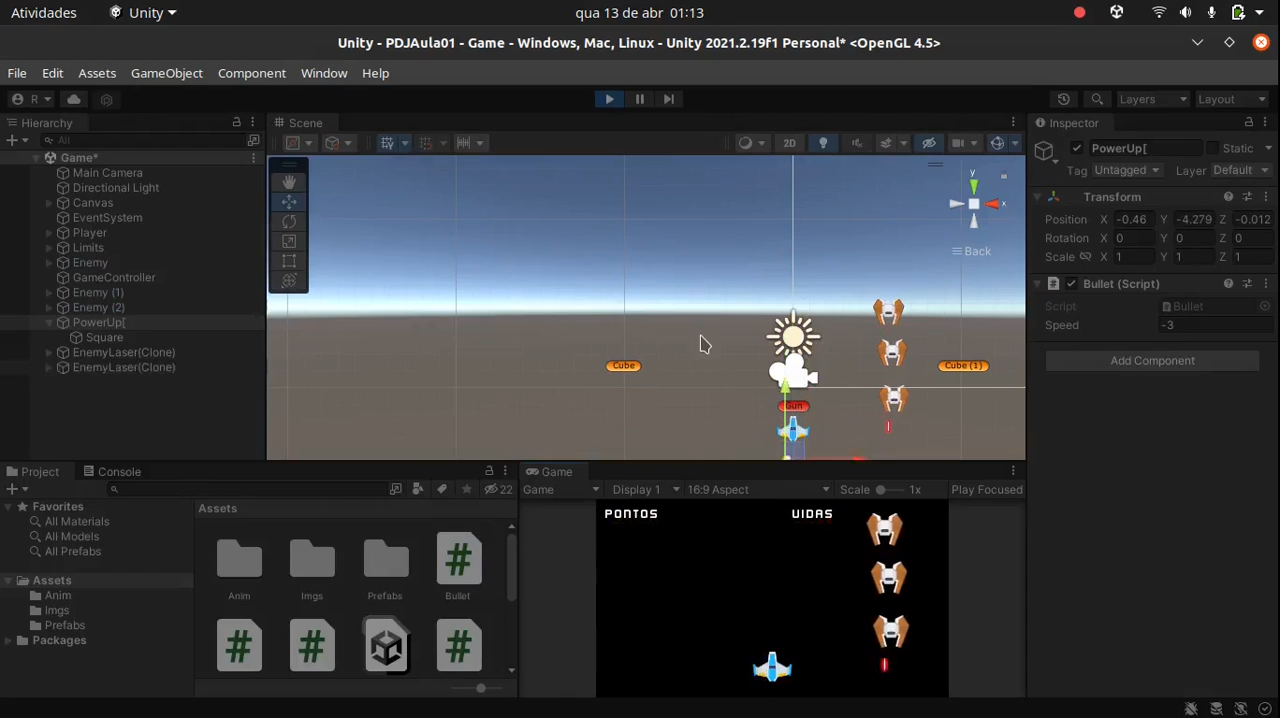 Atividades Unity qua 13 de abr 01:13
Unity - PDJAula01 - Game - Windows, Mac, Linux - Unity 2021.2.19f1 Personal* <OpenGL 4.5>
File Edit Assets GameObject Component Window Help
R Layers Layout
Hierarchy
All
Game*
Main Camera
Directional Light
Canvas
EventSystem
Player
Limits
Enemy
GameController
Enemy (1)
Enemy (2)
PowerUp[
Square
EnemyLaser(Clone)
EnemyLaser(Clone)
Scene
2D
y
x
Back
Cube
Cube (1)
Gun
Inspector
PowerUp[ Static
Tag Untagged Layer Default
Transform
Position X -0.46 Y -4.279 Z -0.012
Rotation X 0 Y 0 Z 0
Scale X 1 Y 1 Z 1
# Bullet (Script)
Script Bullet
Speed -3
Add Component
Project Console
22
Favorites
All Materials
All Models
All Prefabs
Assets
Anim
Imgs
Prefabs
Packages
Assets
Anim Imgs Prefabs Bullet
Game
Game Display 1 16:9 Aspect Scale 1x Play Focused
PONTOS VIDAS